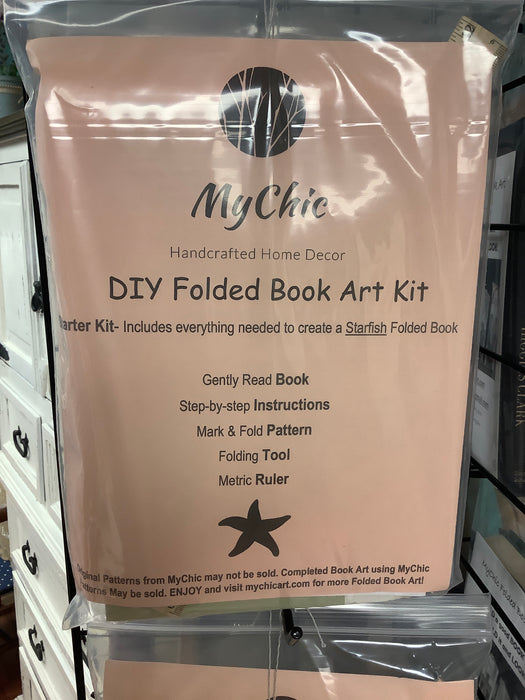 MyChic
Handcrafted Home Decor
DIY Folded Book Art Kit
Starter Kit- Includes everything needed to create a Starfish Folded Book
Gently Read Book
Step-by-step Instructions
Mark & Fold Pattern
Folding Tool
Metric Ruler
Original Patterns from MyChic may not be sold. Completed Book Art using MyChic
Patterns May be sold. ENJOY and visit mychicart.com for more Folded Book Art!